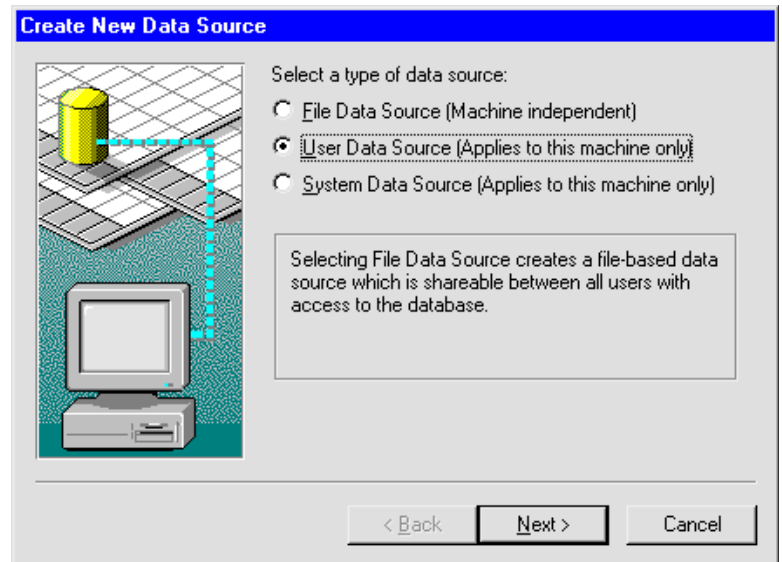 Create New Data Source
Select a type of data source:
File Data Source (Machine independent)
User Data Source (Applies to this machine only)
System Data Source (Applies to this machine only)
Selecting File Data Source creates a file-based data
source which is shareable between all users with
access to the database.
< Back
Next >
Cancel